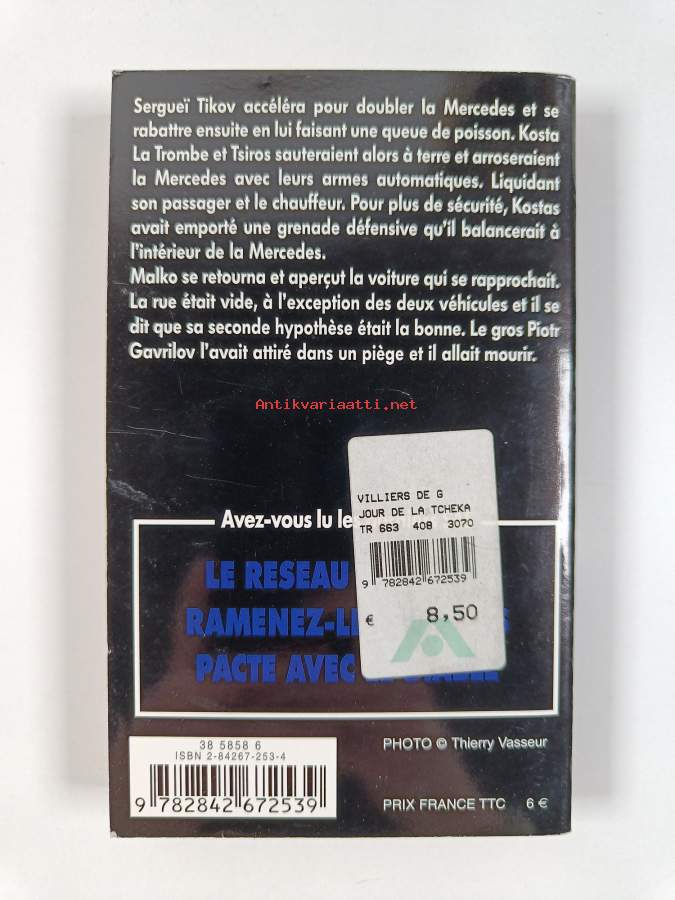 Sergueï Tikov accéléra pour doubler la Mercedes et se
rabattre ensuite en lui faisant une queue de poisson. Kosta
La Trombe et Tsiros sauteraient alors à terre et arroseraient
la Mercedes avec leurs armes automatiques. Liquidant
son passager et le chauffeur. Pour plus de sécurité, Kostas
avait emporté une grenade défensive qu'il balancerait à
l'intérieur de la Mercedes.
Malko se retourna et aperçut la voiture qui se rapprochait.
La rue était vide, à l'exception des deux véhicules et il se
dit que sa seconde hypothèse était la bonne. Le gros Piotr
Gavrilov l'avait attiré dans un piège et il allait mourir.
Antikvariaatti.net
VILLIERS DE G
JOUR DE LA TCHEKA
TR 663 408 3070
9 782842 672539
€ 8,50
Avez-vous lu les
LE RESEAU
RAMENEZ-
PACTE AVEC
38 5858 6
ISBN 2-84267-253-4
9 782842 672539
PHOTO © Thierry Vasseur
PRIX FRANCE TTC 6 €